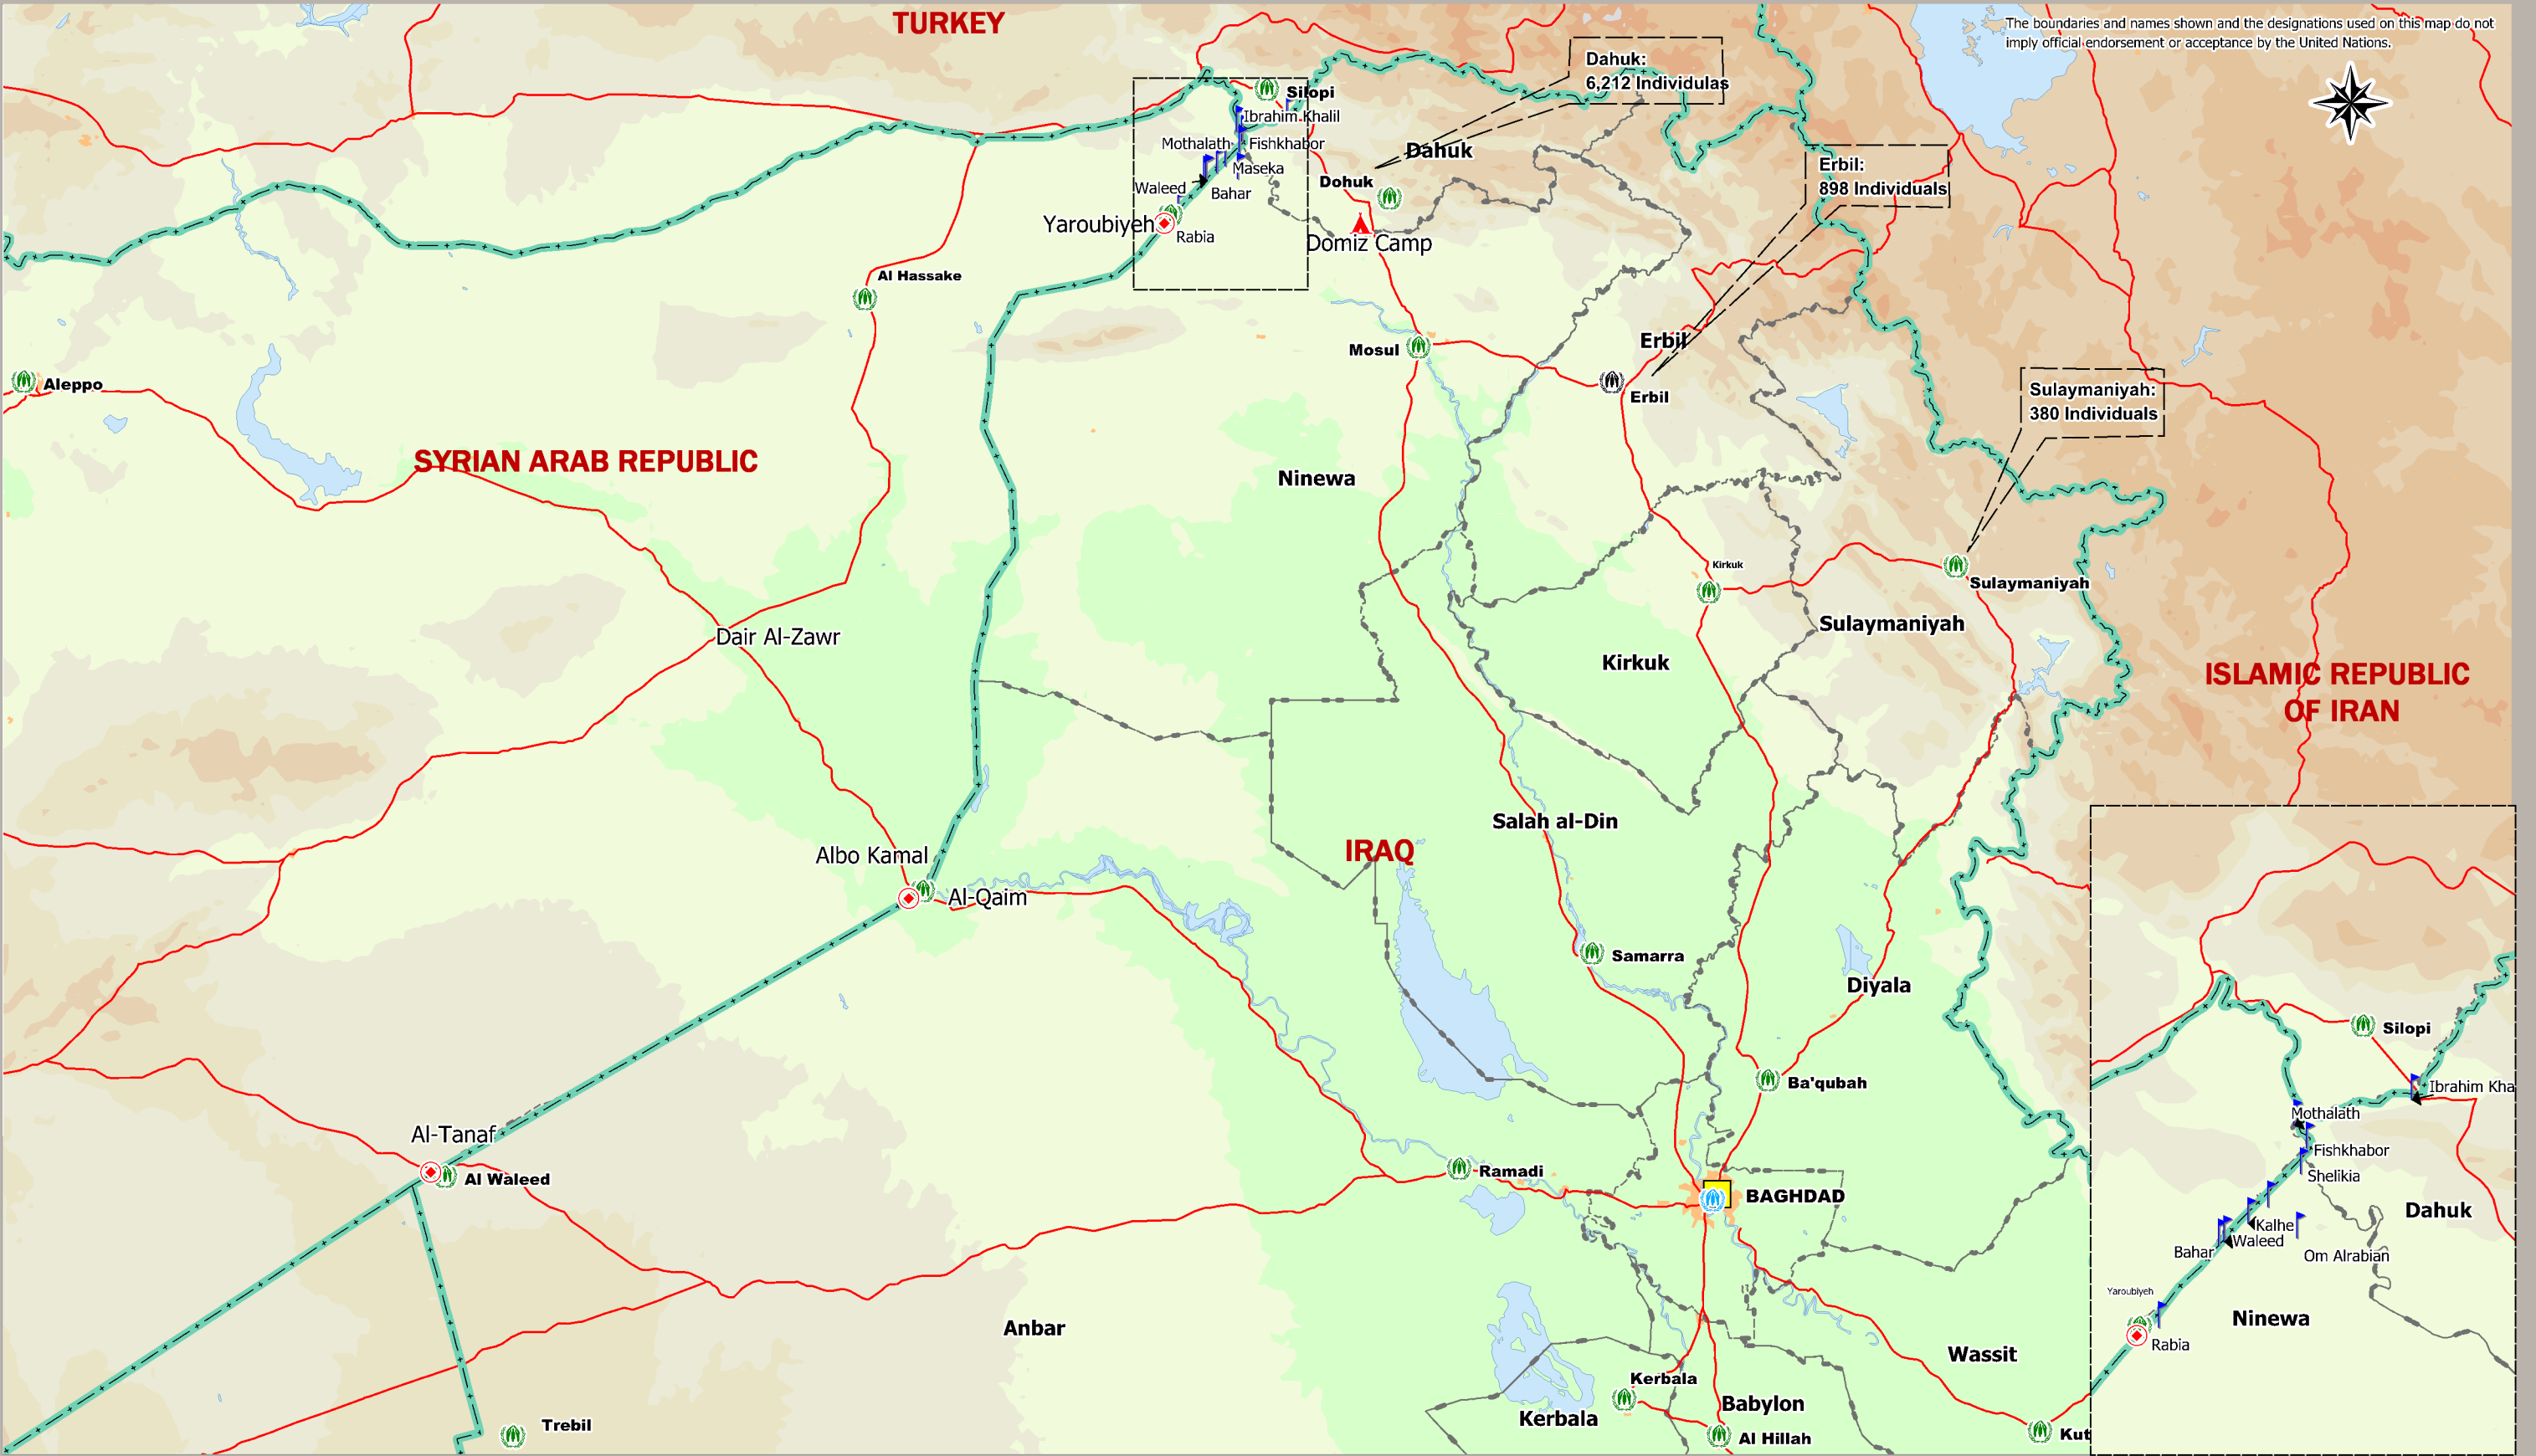 TURKEY
The boundaries and names shown and the designations used on this map do not
imply official endorsement or acceptance by the United Nations.
Dahuk:
6,212 Individulas
Silopi
Ibrahim Khalil
Mothalath
Fishkhabor
Dahuk
Maseka
Erbil:
898 Individuals
Dohuk
Waleed
Bahar
Yaroubiyeh
Rabia
Domiz Camp
Al Hassake
Erbil
Mosul
Aleppo
Erbil
Sulaymaniyah:
380 Individuals
SYRIAN ARAB REPUBLIC
Ninewa
Kirkuk
Sulaymaniyah
Sulaymaniyah
Dair Al-Zawr
Kirkuk
ISLAMIC REPUBLIC
OF IRAN
Salah al-Din
IRAQ
Albo Kamal
Al-Qaim
Samarra
Diyala
Ba'qubah
Al-Tanaf
Al Waleed
Ramadi
BAGHDAD
Anbar
Wassit
Kerbala
Babylon
Kerbala
Trebil
Al Hillah
Kut
Silopi
Ibrahim Kha
Mothalath
Fishkhabor
Shelikia
Dahuk
Kalhe
Waleed
Bahar
Om Alrabian
Yaroubiyeh
Ninewa
Rabia